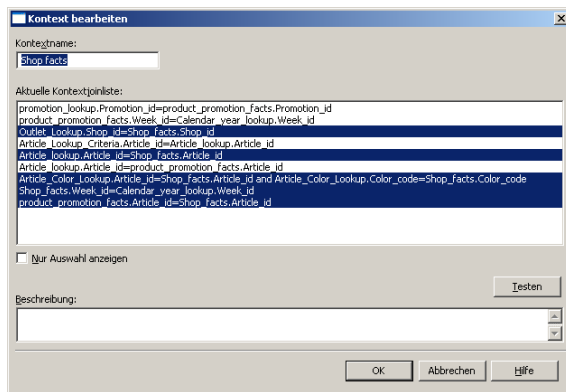 Kontext bearbeiten
Kontextname:
Shop facts
Aktuelle Kontextjoinliste:
promotion_lookup.Promotion_id=product_promotion_facts.Promotion_id
product_promotion_facts.Week_id=Calendar_year_lookup.Week_id
Outlet_Lookup.Shop_id=Shop_facts.Shop_id
Article_Lookup_Criteria.Article_id=Article_lookup.Article_id
Article_lookup.Article_id=Shop_facts.Article_id
Article_lookup.Article_id=product_promotion_facts.Article_id
Article_Color_Lookup.Article_id=Shop_facts.Article_id and Article_Color_Lookup.Color_code=Shop_facts.Color_code
Shop_facts.Week_id=Calendar_year_lookup.Week_id
product_promotion_facts.Article_id=Shop_facts.Article_id
Nur Auswahl anzeigen
Testen
Beschreibung:
OK Abbrechen Hilfe